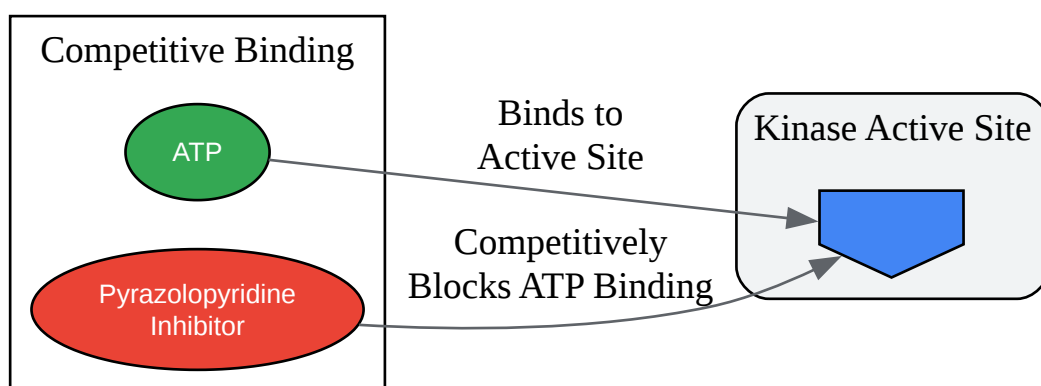 Competitive Binding
ATP
Binds to
Active Site
Kinase Active Site
Competitively
Blocks ATP Binding
Pyrazolopyridine
Inhibitor